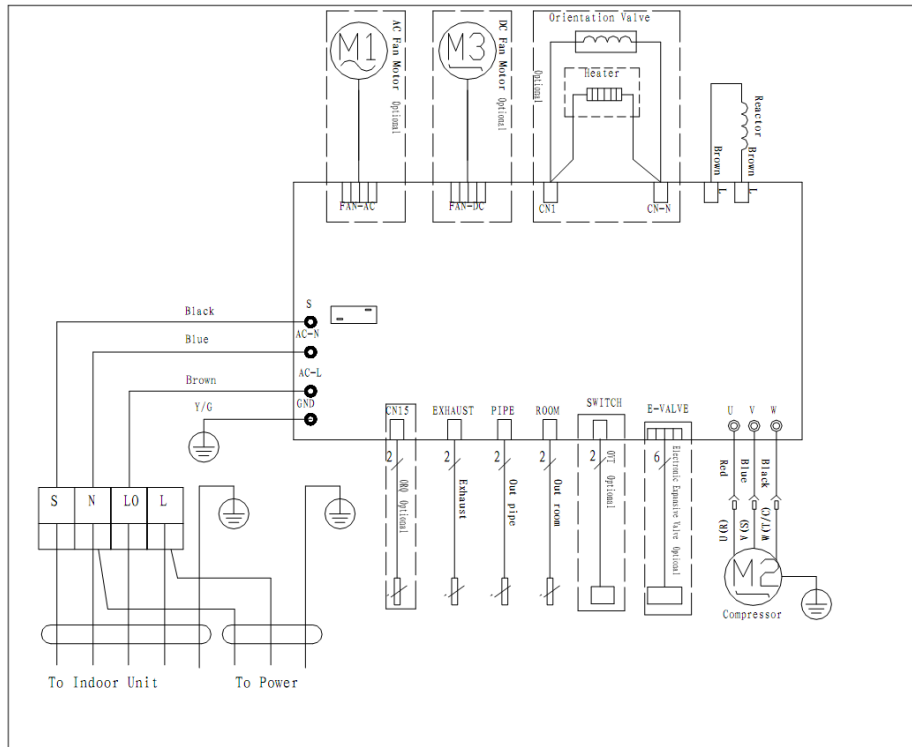 Orientation Valve
M1
AC Fan Motor Optional
M3
DC Fan Motor Optional
Optional
Heater
Reactor
Brown
Brown
FAN-AC
FAN-DC
CN1
CN-N
S
Black
AC-N
Blue
AC-L
Brown
GND
Y/G
CN15
EXHAUST
PIPE
ROOM
SWITCH
E-VALVE
U V W
2
2
2
2
2
6
ORQ Optional
Exhaust
Out pipe
Out room
OVT Optional
Electronic Expansive Valve Optional
Red
Blue
Black
U(R)
V(S)
W(T/C)
S N LO L
M2
Compressor
To Indoor Unit
To Power